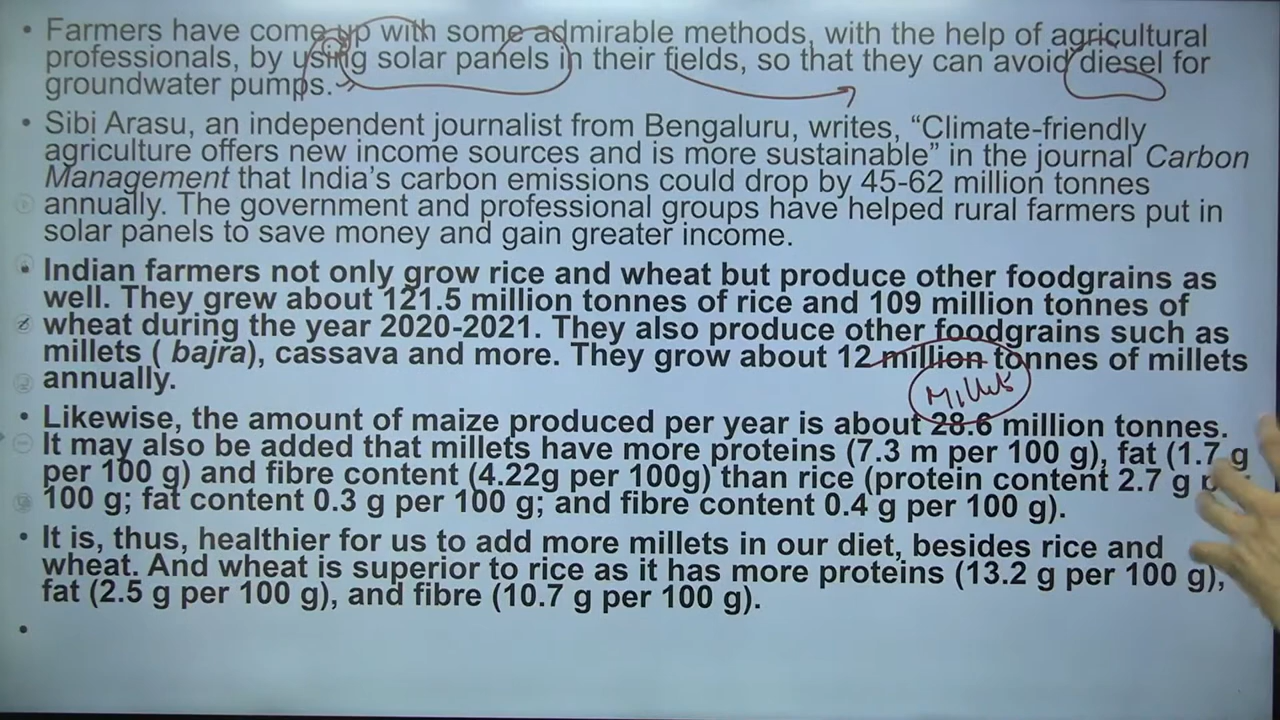 • Farmers have come up with some admirable methods, with the help of agricultural
professionals, by using solar panels in their fields, so that they can avoid diesel for
groundwater pumps.
• Sibi Arasu, an independent journalist from Bengaluru, writes, “Climate-friendly
agriculture offers new income sources and is more sustainable” in the journal Carbon
Management that India’s carbon emissions could drop by 45-62 million tonnes
annually. The government and professional groups have helped rural farmers put in
solar panels to save money and gain greater income.
• Indian farmers not only grow rice and wheat but produce other foodgrains as
well. They grew about 121.5 million tonnes of rice and 109 million tonnes of
wheat during the year 2020-2021. They also produce other foodgrains such as
millets ( bajra), cassava and more. They grow about 12 million tonnes of millets
annually.
Millets
• Likewise, the amount of maize produced per year is about 28.6 million tonnes.
It may also be added that millets have more proteins (7.3 m per 100 g), fat (1.7 g
per 100 g) and fibre content (4.22g per 100g) than rice (protein content 2.7 g
100 g; fat content 0.3 g per 100 g; and fibre content 0.4 g per 100 g).
• It is, thus, healthier for us to add more millets in our diet, besides rice and
wheat. And wheat is superior to rice as it has more proteins (13.2 g per 100 g),
fat (2.5 g per 100 g), and fibre (10.7 g per 100 g).
•